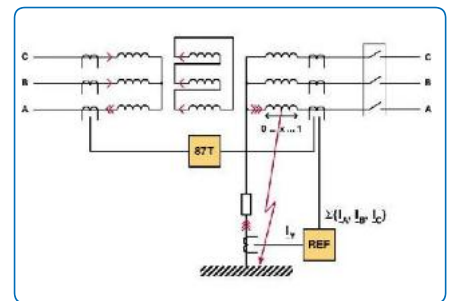 C
C
B
B
A
A
0 ... x ... 1
87T
Σ(I_A, I_B, I_C)
I_Y
REF